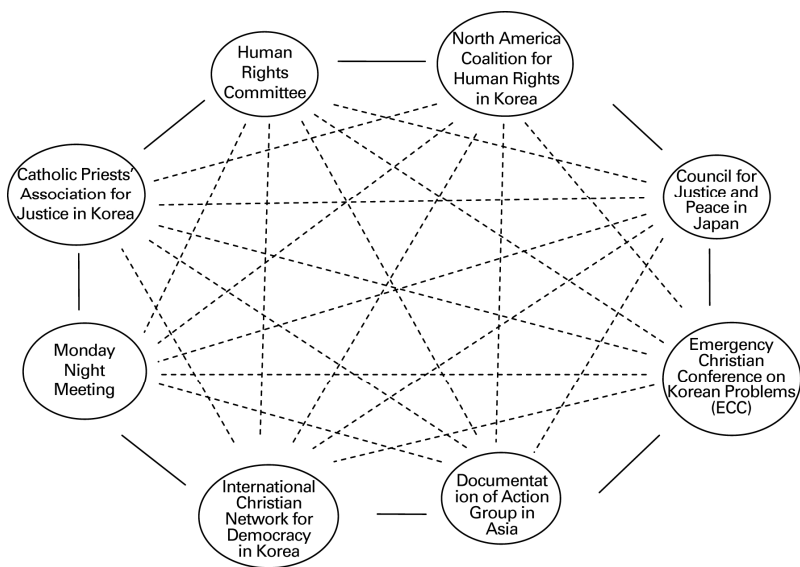 Human
Rights
Committee
North America
Coalition for
Human Rights
in Korea
Catholic Priests'
Association for
Justice in Korea
Council for
Justice and
Peace in
Japan
Monday
Night
Meeting
Emergency
Christian
Conference on
Korean Problems
(ECC)
International
Christian
Network for
Democracy
in Korea
Documentat
ion of Action
Group in
Asia